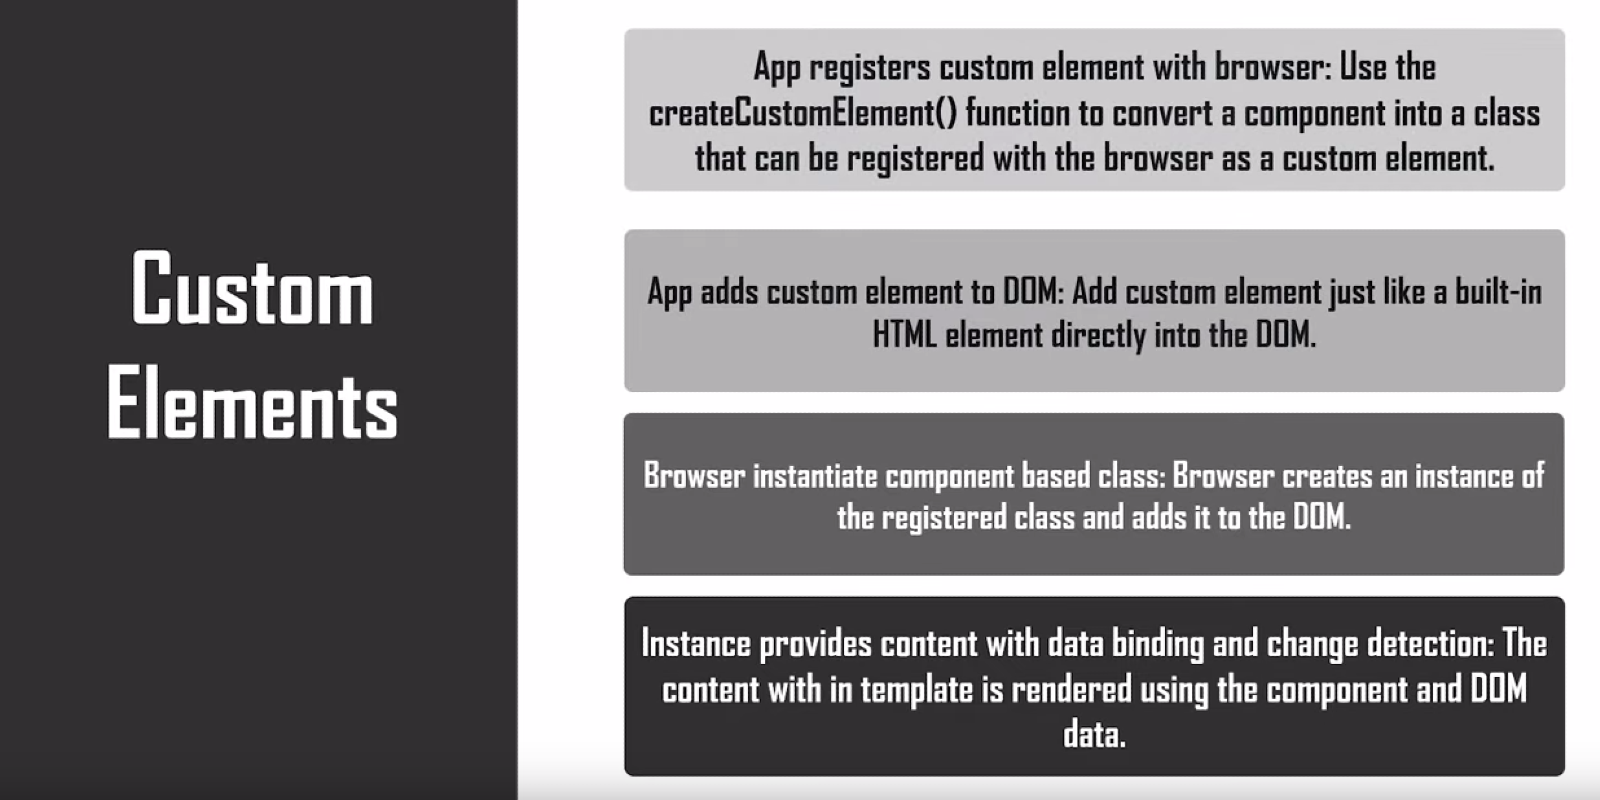 Custom
Elements
App registers custom element with browser: Use the
createCustomElement() function to convert a component into a class
that can be registered with the browser as a custom element.
App adds custom element to DOM: Add custom element just like a built-in
HTML element directly into the DOM.
Browser instantiate component based class: Browser creates an instance of
the registered class and adds it to the DOM.
Instance provides content with data binding and change detection: The
content with in template is rendered using the component and DOM
data.